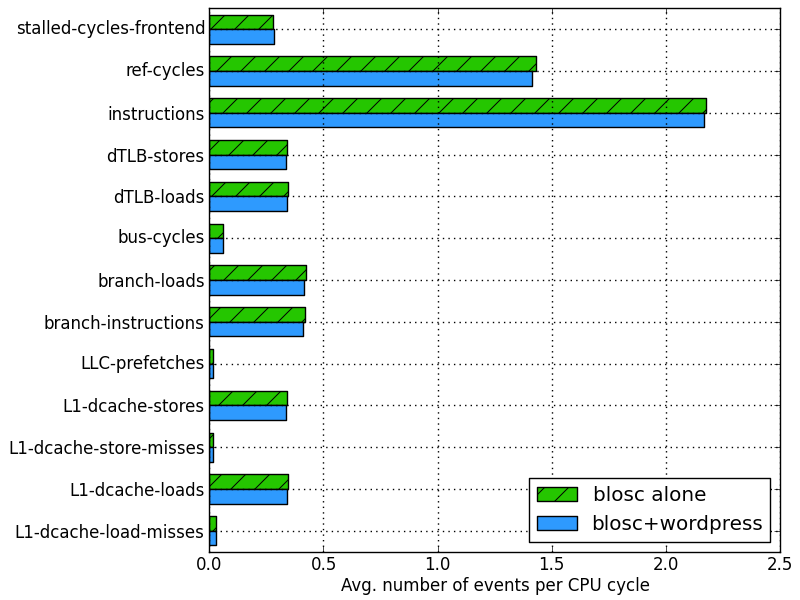 stalled-cycles-frontend
ref-cycles
instructions
dTLB-stores
dTLB-loads
bus-cycles
branch-loads
branch-instructions
LLC-prefetches
L1-dcache-stores
L1-dcache-store-misses
L1-dcache-loads
L1-dcache-load-misses
blosc alone
blosc+wordpress
0.0 0.5 1.0 1.5 2.0 2.5
Avg. number of events per CPU cycle